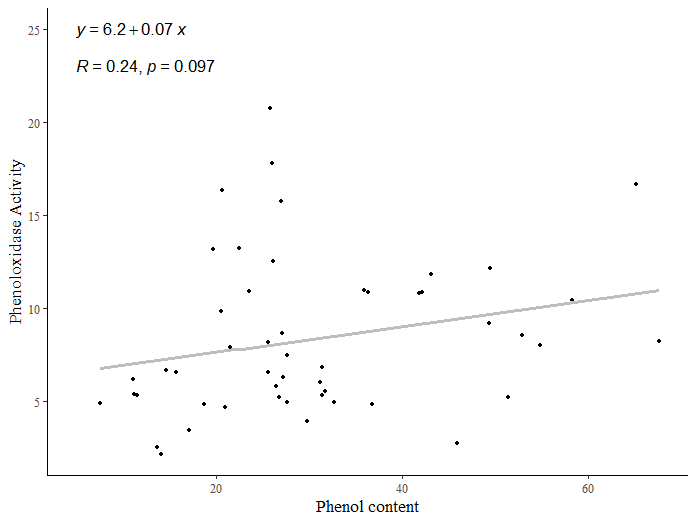 y = 6.2 + 0.07 x
R = 0.24, p = 0.097
25
20
15
10
5
Phenoloxidase Activity
20 40 60
Phenol content